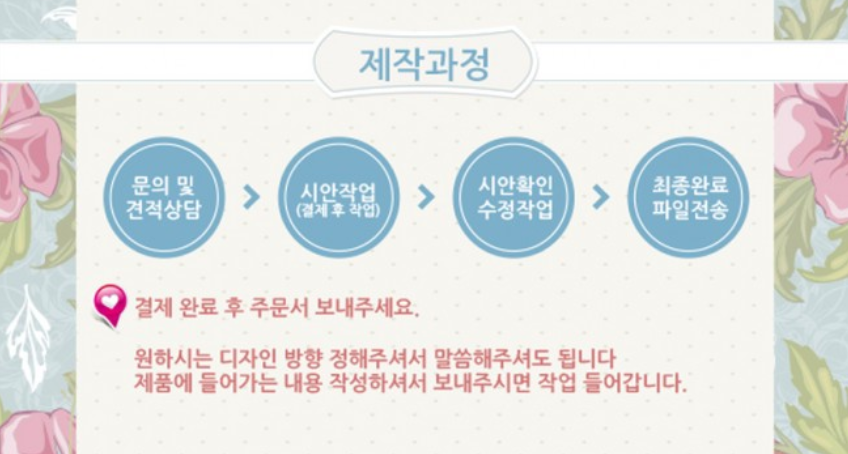 제작과정
문의 및
견적상담
시안작업
(결제 후 작업)
시안확인
수정작업
최종완료
파일전송
결제 완료 후 주문서 보내주세요.
원하시는 디자인 방향 정해주셔서 말씀해주셔도 됩니다
제품에 들어가는 내용 작성하셔서 보내주시면 작업 들어갑니다.